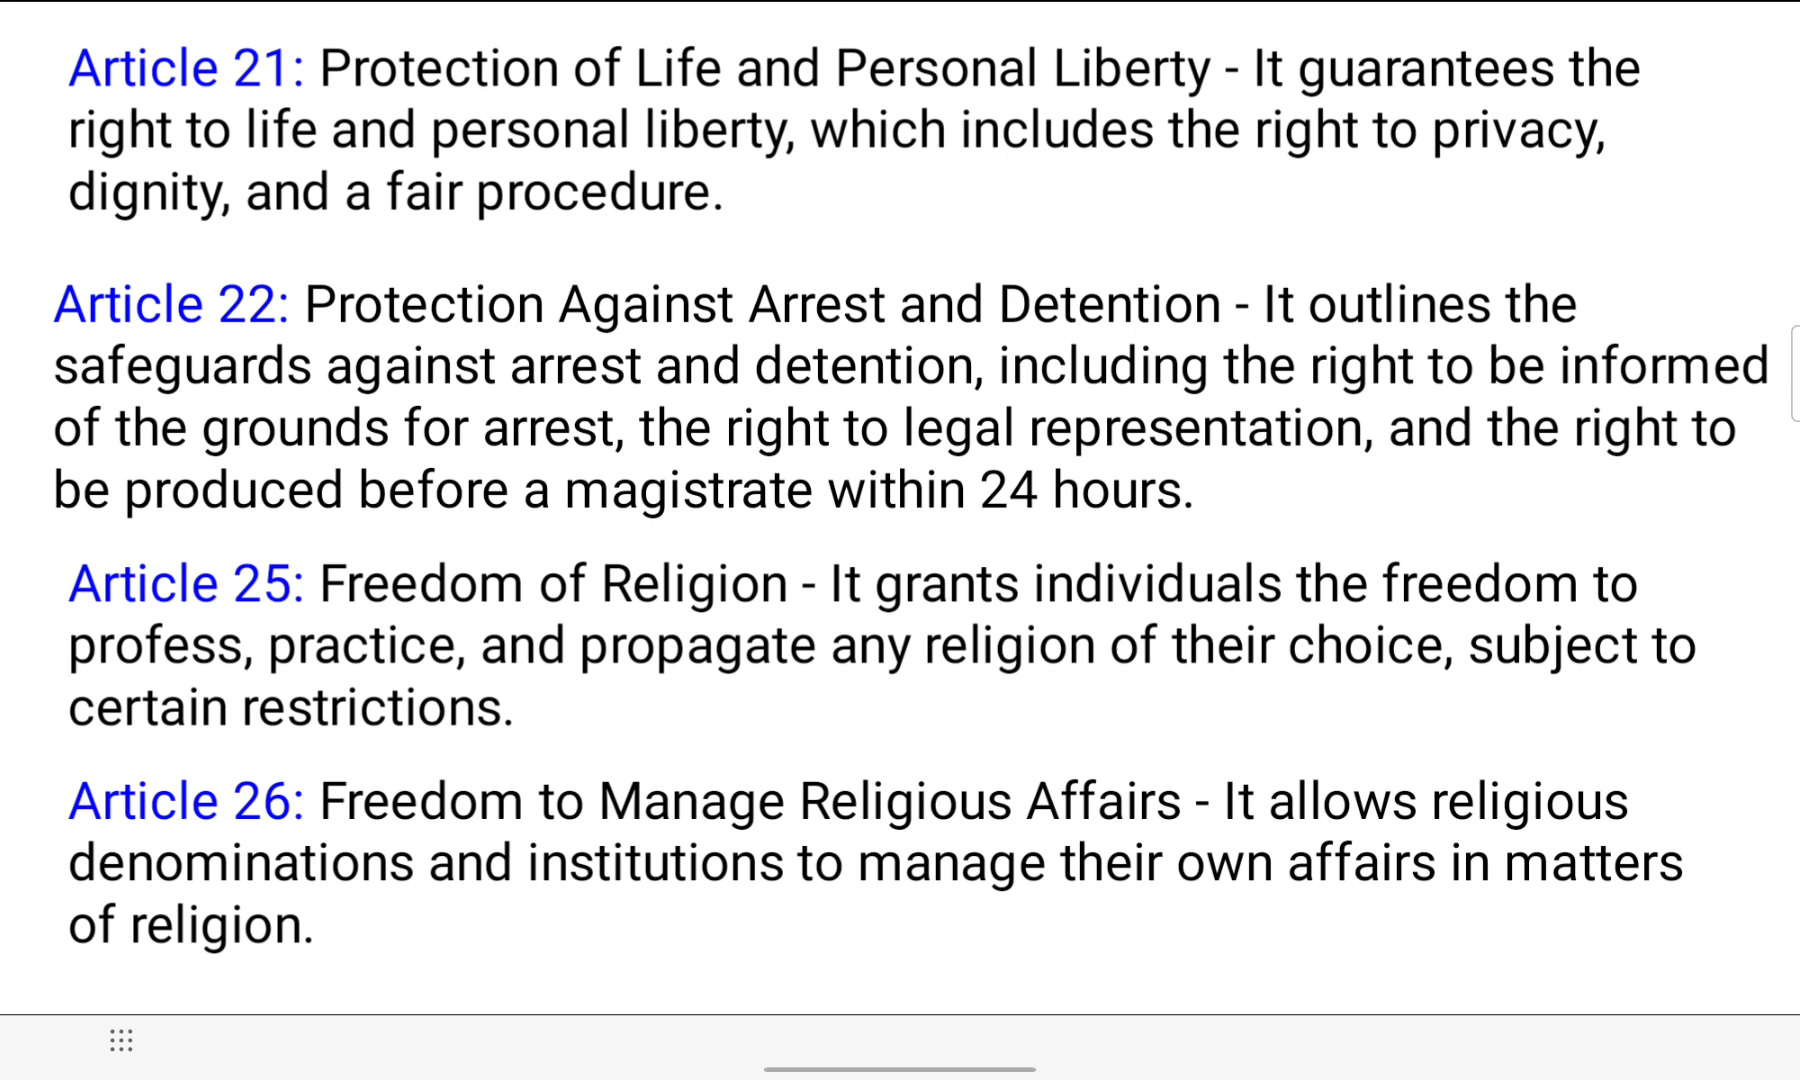 Article 21: Protection of Life and Personal Liberty - It guarantees the
right to life and personal liberty, which includes the right to privacy,
dignity, and a fair procedure.
Article 22: Protection Against Arrest and Detention - It outlines the
safeguards against arrest and detention, including the right to be informed
of the grounds for arrest, the right to legal representation, and the right to
be produced before a magistrate within 24 hours.
Article 25: Freedom of Religion - It grants individuals the freedom to
profess, practice, and propagate any religion of their choice, subject to
certain restrictions.
Article 26: Freedom to Manage Religious Affairs - It allows religious
denominations and institutions to manage their own affairs in matters
of religion.